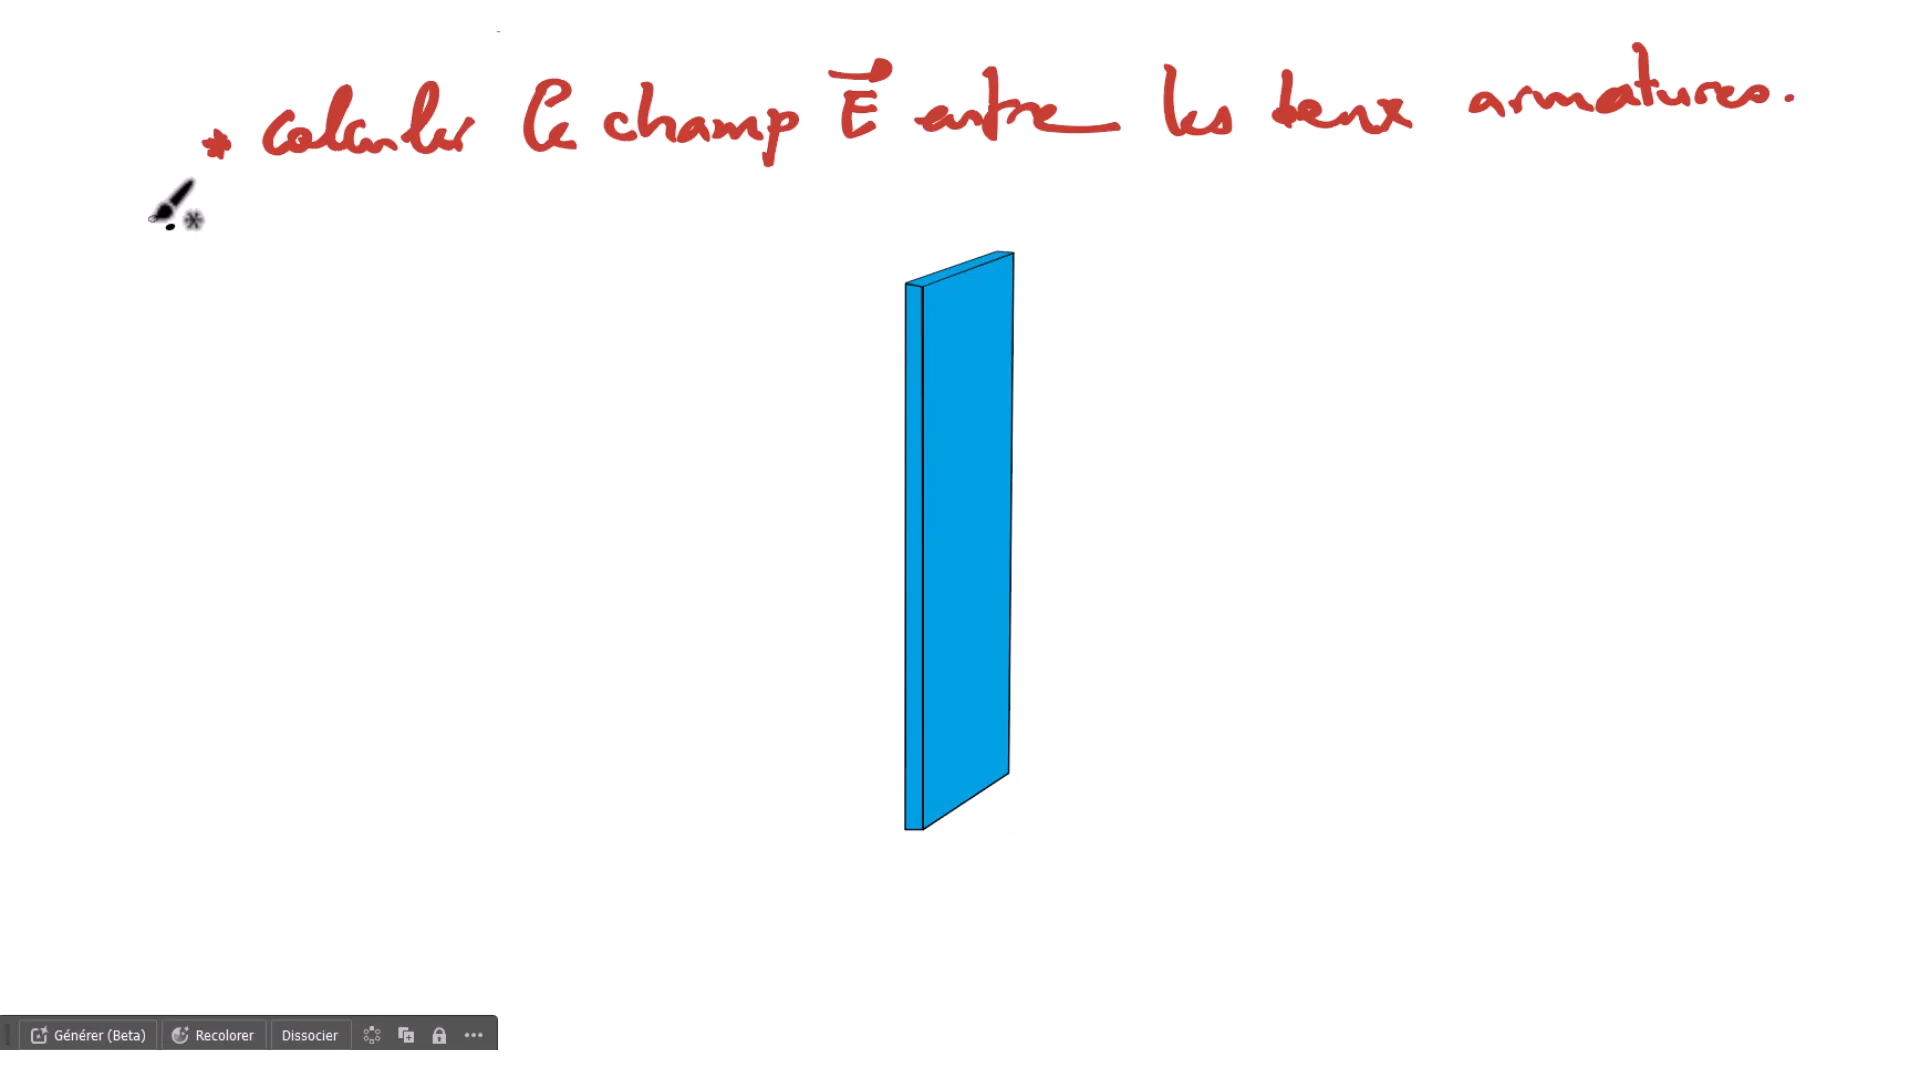 * calculer le champ E entre les deux armatures.
Générer (Beta) Recolorer Dissocier